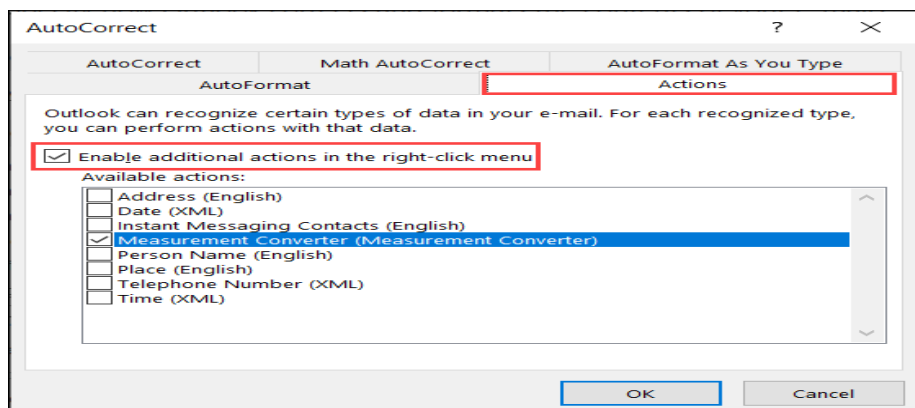 AutoCorrect ?
AutoCorrect Math AutoCorrect AutoFormat As You Type
AutoFormat Actions
Outlook can recognize certain types of data in your e-mail. For each recognized type,
you can perform actions with that data.
Enable additional actions in the right-click menu
Available actions:
Address (English)
Date (XML)
Instant Messaging Contacts (English)
Measurement Converter (Measurement Converter)
Person Name (English)
Place (English)
Telephone Number (XML)
Time (XML)
OK Cancel